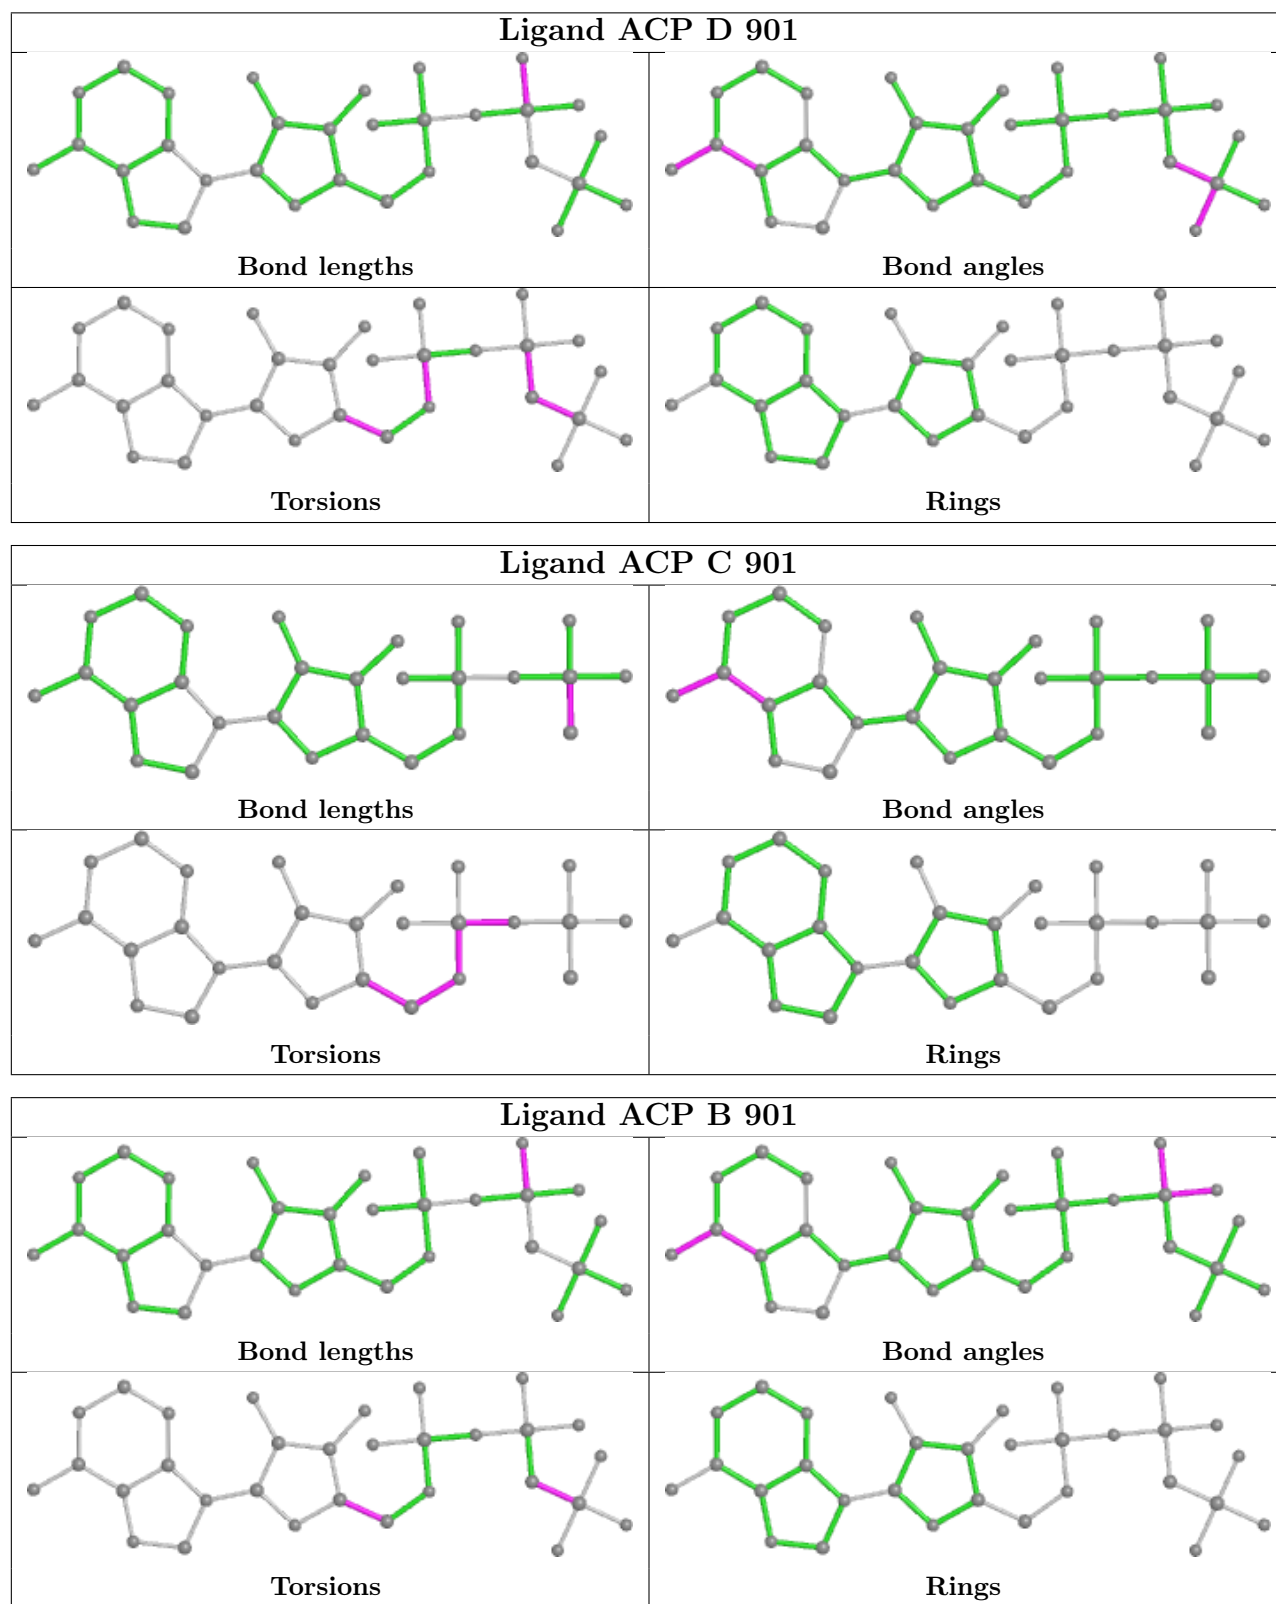 Ligand ACP D 901
Bond lengths
Bond angles
Torsions
Rings
Ligand ACP C 901
Bond lengths
Bond angles
Torsions
Rings
Ligand ACP B 901
Bond lengths
Bond angles
Torsions
Rings